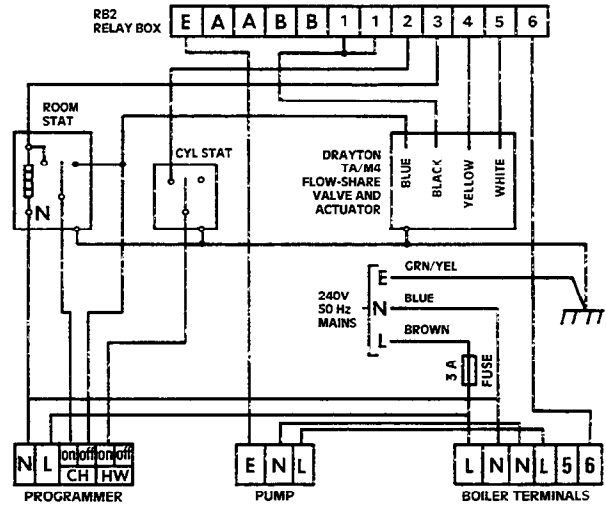 RB2
RELAY BOX
E A A B B 1 1 2 3 4 5 6
ROOM
STAT
N
CYL STAT
DRAYTON
TA/M4
FLOW-SHARE
VALVE AND
ACTUATOR
BLUE
BLACK
YELLOW
WHITE
240V
50 Hz
MAINS
E
GRN/YEL
N
BLUE
L
BROWN
3 A
FUSE
N L on off on off
CH HW
PROGRAMMER
E N L
PUMP
L N N L 5 6
BOILER TERMINALS